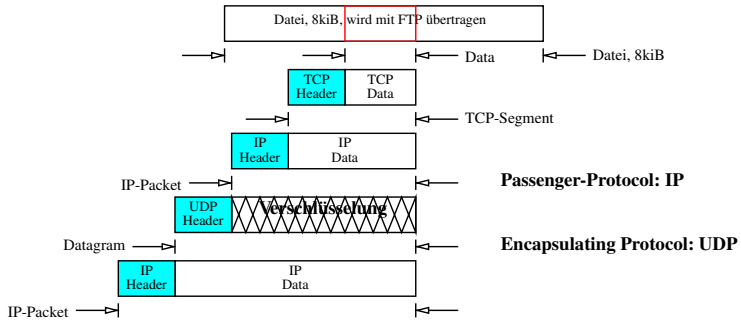 Datei, 8kiB, wird mit FTP übertragen
Data
Datei, 8kiB
TCP
Header
TCP
Data
TCP-Segment
IP
Header
IP
Data
IP-Packet
Passenger-Protocol: IP
UDP
Header
Verschlüsselung
Datagram
Encapsulating Protocol: UDP
IP
Header
IP
Data
IP-Packet